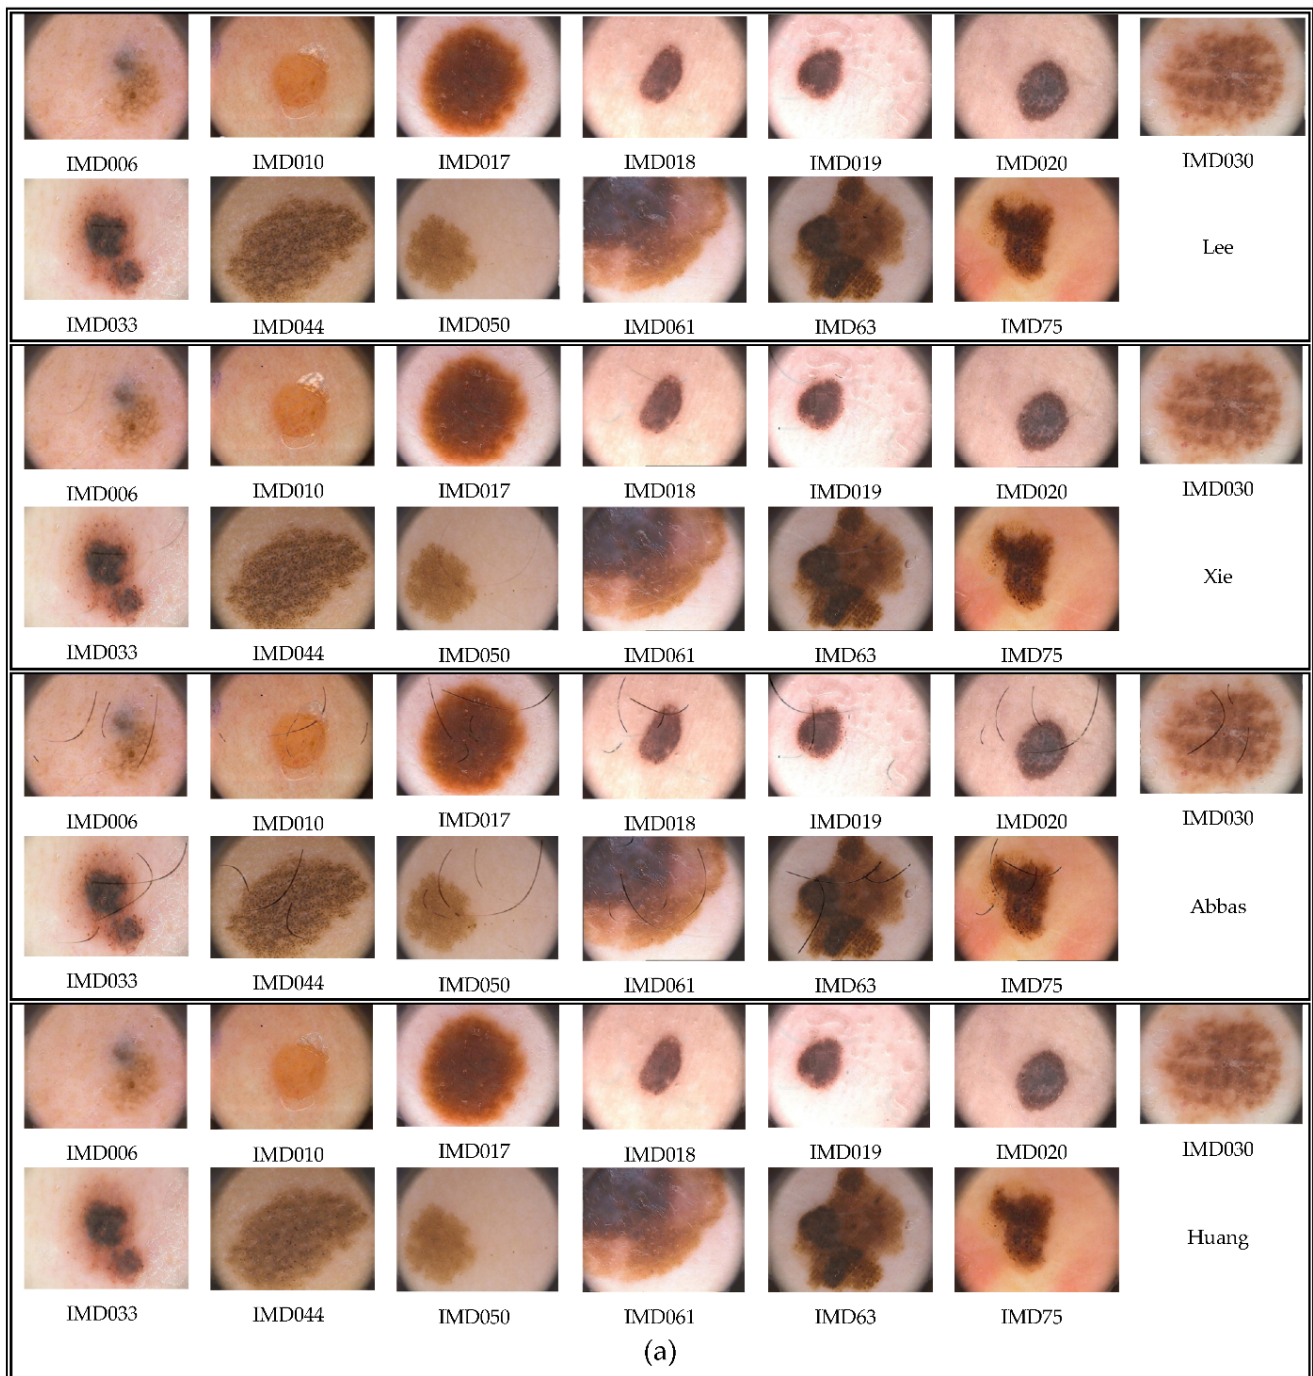 IMD006 IMD010 IMD017 IMD018 IMD019 IMD020 IMD030
Lee
IMD033 IMD044 IMD050 IMD061 IMD63 IMD75
IMD006 IMD010 IMD017 IMD018 IMD019 IMD020 IMD030
Xie
IMD033 IMD044 IMD050 IMD061 IMD63 IMD75
IMD006 IMD010 IMD017 IMD018 IMD019 IMD020 IMD030
Abbas
IMD033 IMD044 IMD050 IMD061 IMD63 IMD75
IMD006 IMD010 IMD017 IMD018 IMD019 IMD020 IMD030
Huang
IMD033 IMD044 IMD050 IMD061 IMD63 IMD75
(a)